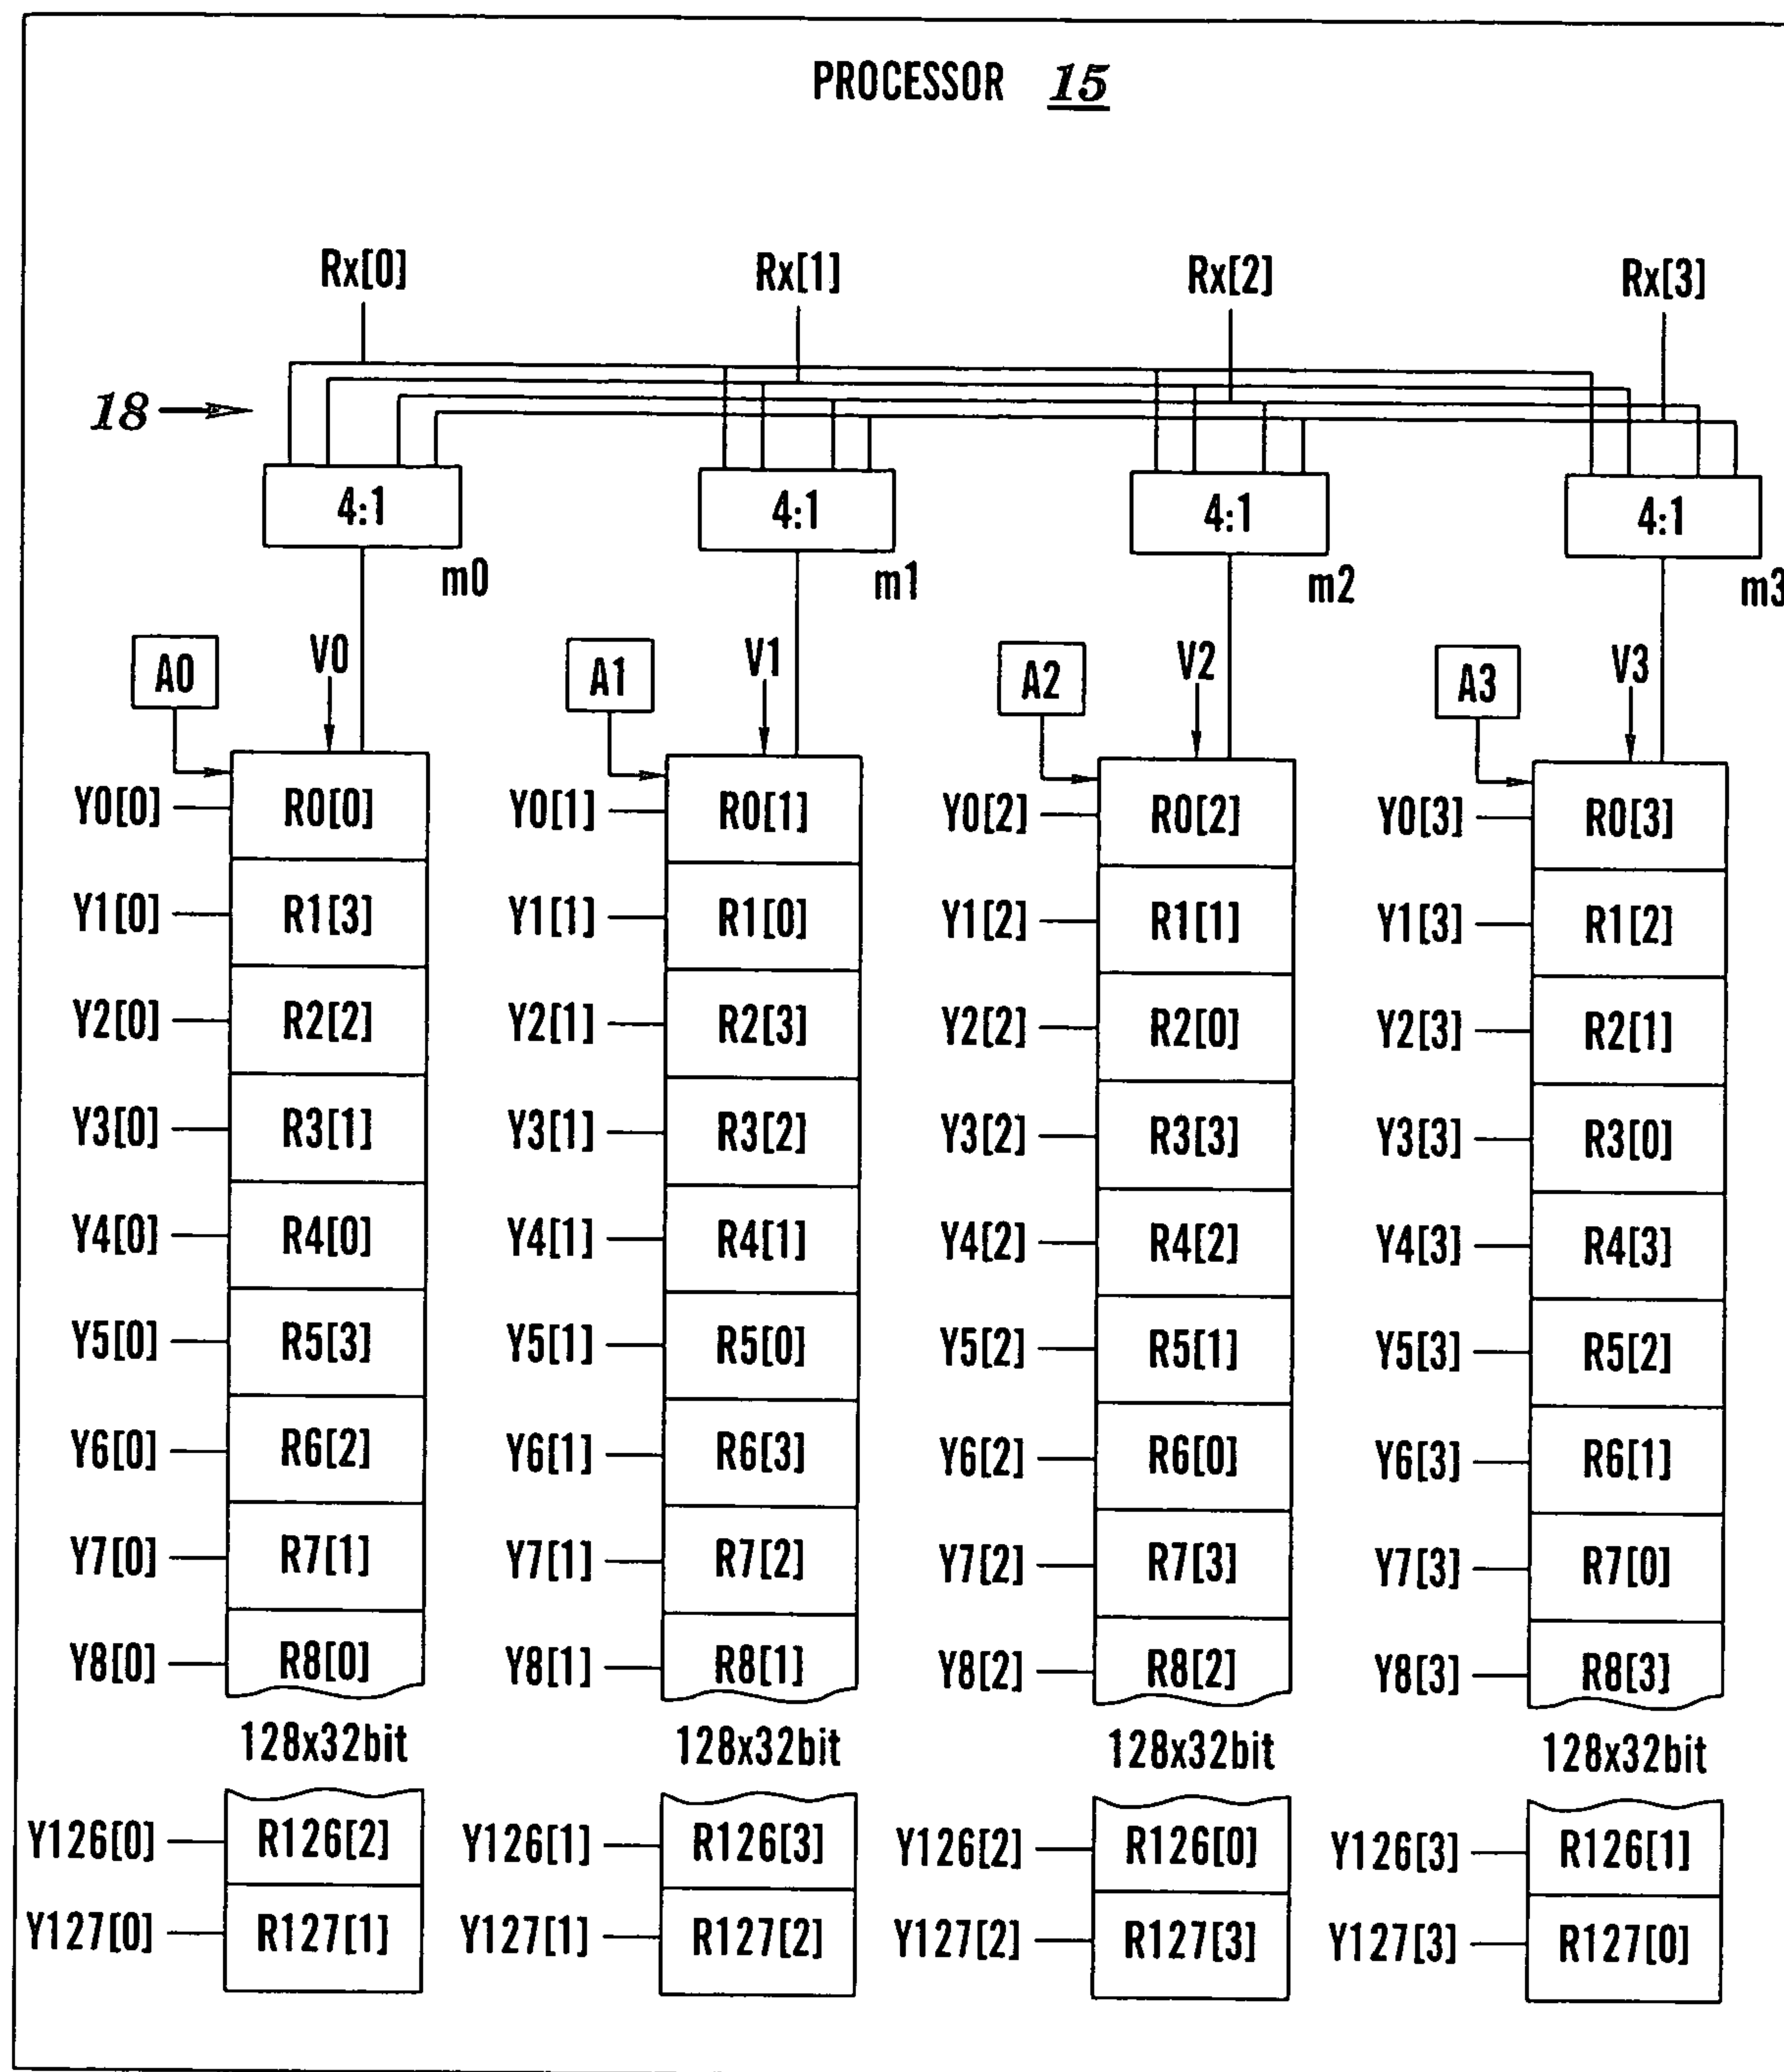 PROCESSOR 15
Rx[0] Rx[1] Rx[2] Rx[3]
18
4:1 4:1 4:1 4:1
m0 m1 m2 m3
A0 V0 A1 V1 A2 V2 A3 V3
Y0[0] R0[0] Y0[1] R0[1] Y0[2] R0[2] Y0[3] R0[3]
Y1[0] R1[3] Y1[1] R1[0] Y1[2] R1[1] Y1[3] R1[2]
Y2[0] R2[2] Y2[1] R2[3] Y2[2] R2[0] Y2[3] R2[1]
Y3[0] R3[1] Y3[1] R3[2] Y3[2] R3[3] Y3[3] R3[0]
Y4[0] R4[0] Y4[1] R4[1] Y4[2] R4[2] Y4[3] R4[3]
Y5[0] R5[3] Y5[1] R5[0] Y5[2] R5[1] Y5[3] R5[2]
Y6[0] R6[2] Y6[1] R6[3] Y6[2] R6[0] Y6[3] R6[1]
Y7[0] R7[1] Y7[1] R7[2] Y7[2] R7[3] Y7[3] R7[0]
Y8[0] R8[0] Y8[1] R8[1] Y8[2] R8[2] Y8[3] R8[3]
128x32bit 128x32bit 128x32bit 128x32bit
Y126[0] R126[2] Y126[1] R126[3] Y126[2] R126[0] Y126[3] R126[1]
Y127[0] R127[1] Y127[1] R127[2] Y127[2] R127[3] Y127[3] R127[0]